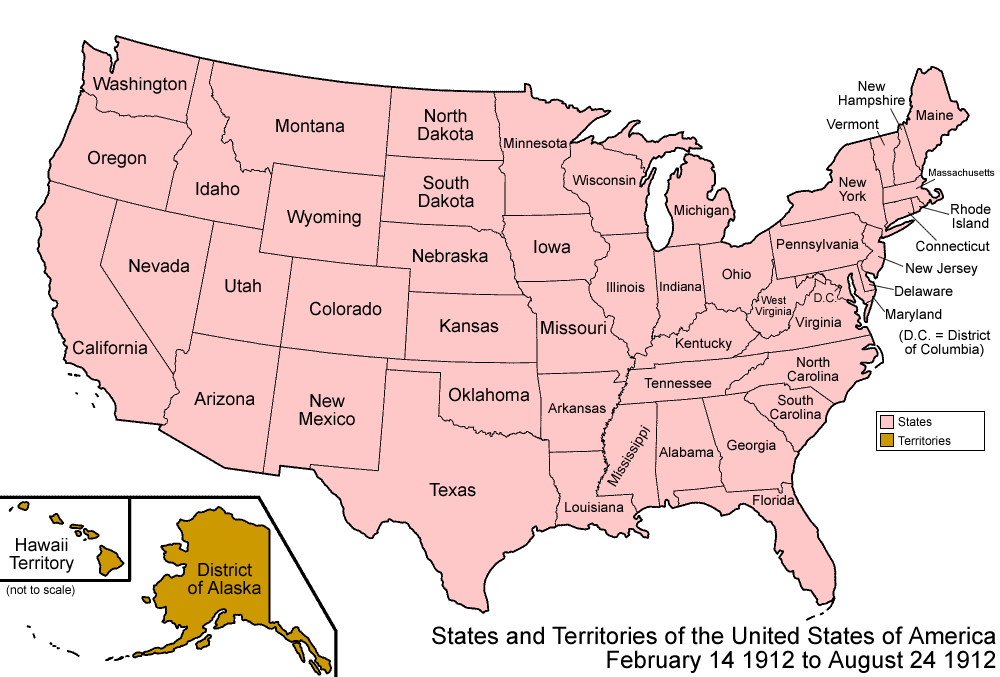 Washington
Oregon
California
Nevada
Idaho
Montana
Wyoming
Utah
Colorado
Arizona
New
Mexico
North
Dakota
South
Dakota
Nebraska
Kansas
Oklahoma
Texas
Minnesota
Iowa
Missouri
Arkansas
Louisiana
Wisconsin
Illinois
Michigan
Indiana
Ohio
Kentucky
Tennessee
Mississippi
Alabama
Georgia
Florida
South
Carolina
North
Carolina
Virginia
West
Virginia
D.C.
Pennsylvania
New
York
Vermont
New
Hampshire
Maine
Massachusetts
Rhode
Island
Connecticut
New Jersey
Delaware
Maryland
(D.C. = District
of Columbia)
States
Territories
Hawaii
Territory
(not to scale)
District
of Alaska
States and Territories of the United States of America
February 14 1912 to August 24 1912